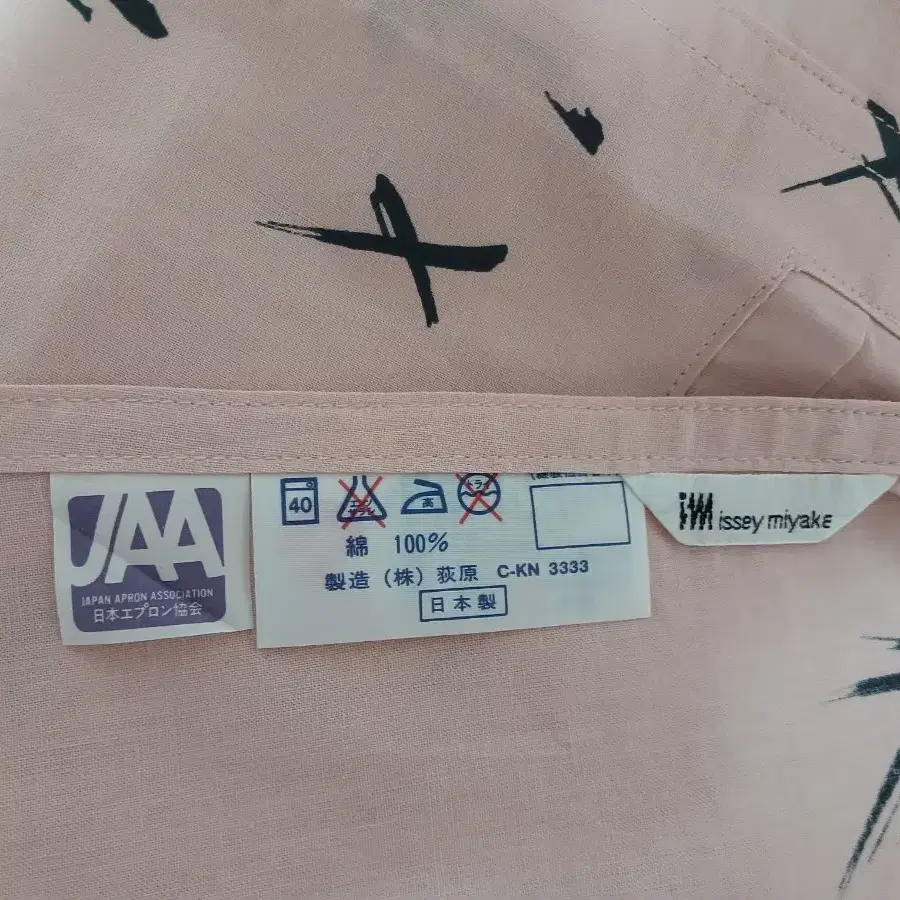 JAA
JAPAN APRON ASSOCIATION
日本エプロン協会
40
高
綿 100%
製造 (株) 荻原 C-KN 3333
日本製
im issey miyake